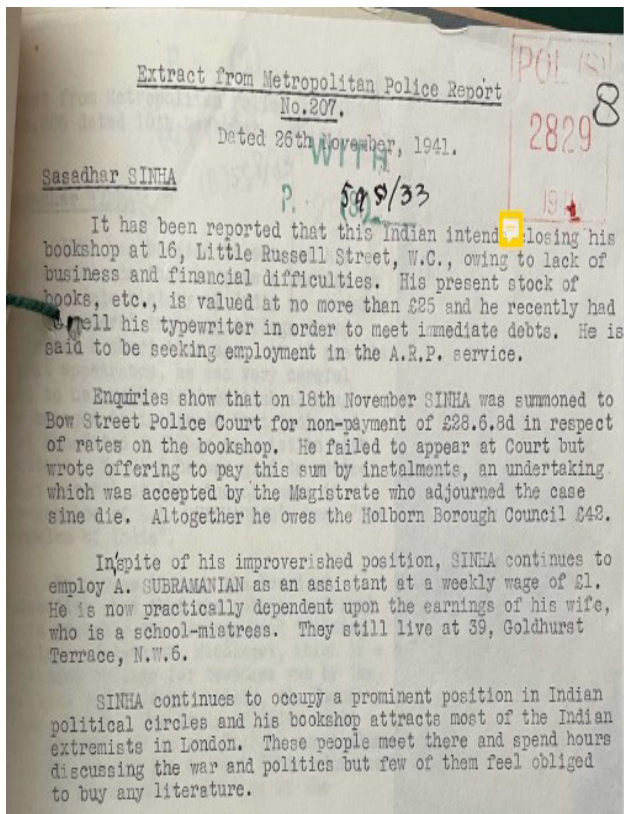 Extract from Metropolitan Police Report
No.207.
Dated 26th November, 1941.
POL (S)
8
2829
WITH
P.
Sasadhar SINHA
It has been reported that this Indian intend closing his
bookshop at 16, Little Russell Street, W.C., owing to lack of
business and financial difficulties. His present stock of
books, etc., is valued at no more than £25 and he recently had
sell his typewriter in order to meet immediate debts. He is
said to be seeking employment in the A.R.P. service.
Enquiries show that on 18th November SINHA was summoned to
Bow Street Police Court for non-payment of £28.6.8d in respect
of rates on the bookshop. He failed to appear at Court but
wrote offering to pay this sum by instalments, an undertaking
which was accepted by the Magistrate who adjourned the case
sine die. Altogether he owes the Holborn Borough Council £42.
In spite of his improverished position, SINHA continues to
employ A. SUBRAMANIAN as an assistant at a weekly wage of £1.
He is now practically dependent upon the earnings of his wife,
who is a school-mistress. They still live at 39, Goldhurst
Terrace, N.W.6.
SINHA continues to occupy a prominent position in Indian
political circles and his bookshop attracts most of the Indian
extremists in London. These people meet there and spend hours
discussing the war and politics but few of them feel obliged
to buy any literature.